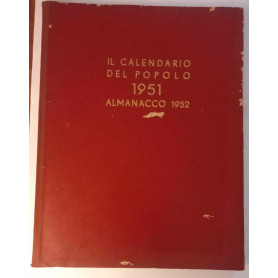 IL CALENDARIO
DEL POPOLO
1951
ALMANACCO 1952